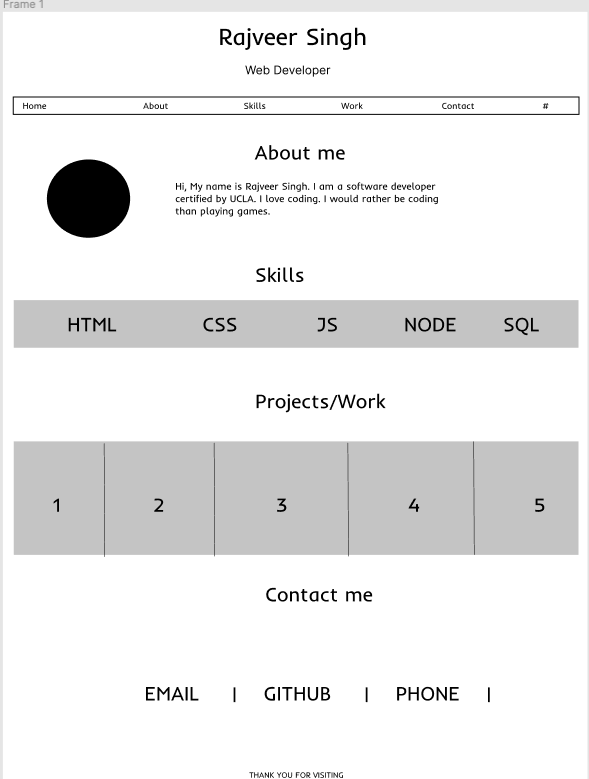 Frame 1
Rajveer Singh
Web Developer
Home About Skills Work Contact #
About me
Hi, My name is Rajveer Singh. I am a software developer
certified by UCLA. I love coding. I would rather be coding
than playing games.
Skills
HTML CSS JS NODE SQL
Projects/Work
1 2 3 4 5
Contact me
EMAIL | GITHUB | PHONE |
THANK YOU FOR VISITING